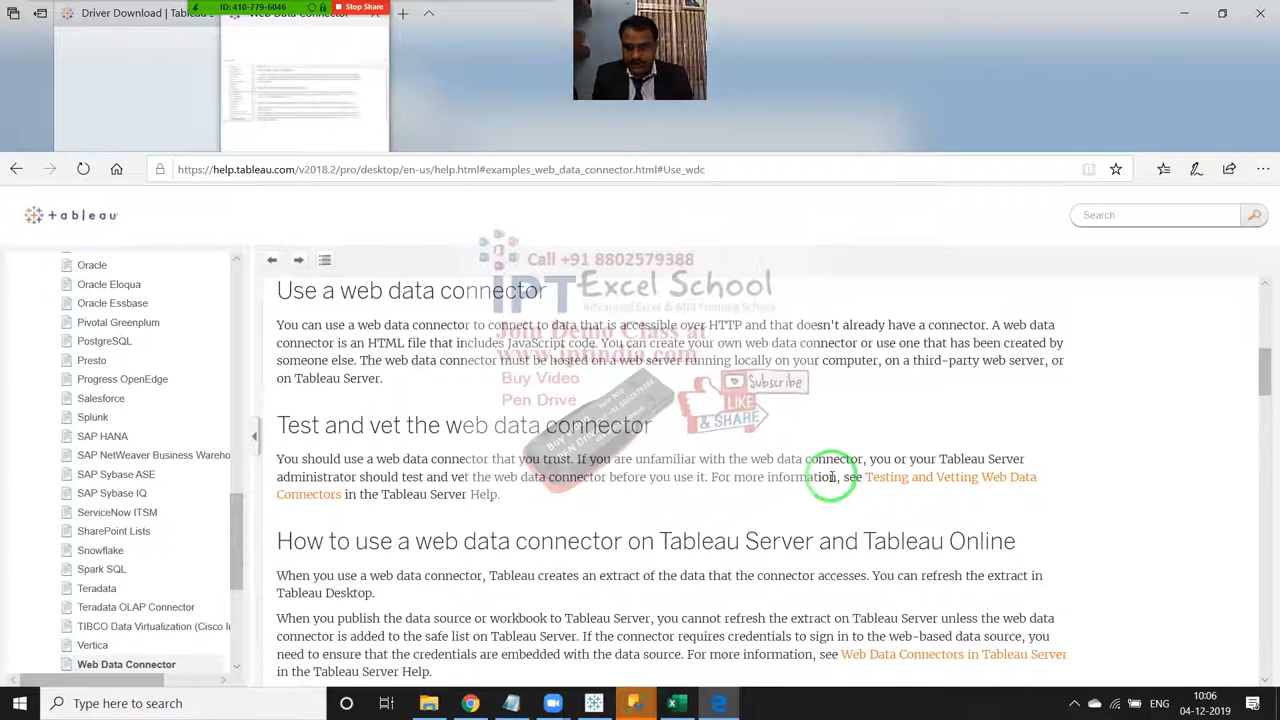 ID: 410-779-6046
Stop Share
Download | Tableau
Web Data Connector
https://help.tableau.com/v2018.2/pro/desktop/en-us/help.html#examples_web_data_connector.html#Use_wdc
+ a b l e a u
Search
Oracle
Oracle Eloqua
Oracle Essbase
Pivotal Greenplum
PostgreSQL
Presto
Progress OpenEdge
Salesforce
Splunk
SAP HANA
SAP NetWeaver Business Wareho
SAP Sybase ASE
SAP Sybase IQ
ServiceNow ITSM
SharePoint Lists
Snowflake
Spark SQL
Teradata
Teradata OLAP Connector
TIBCO Data Virtualization (Cisco In
Vertica
Web Data Connector
Call +91 8802579388
Excel School
Advanced Excel & MIS Training School
Buy Video
Pen Drive
Subscribe
LIKE
& SHARE
Use a web data connector
You can use a web data connector to connect to data that is accessible over HTTP and that doesn't already have a connector. A web data
connector is an HTML file that includes JavaScript code. You can create your own web data connector or use one that has been created by
someone else. The web data connector must be hosted on a web server running locally on your computer, on a third-party web server, or
on Tableau Server.
Test and vet the web data connector
You should use a web data connector that you trust. If you are unfamiliar with the web data connector, you or your Tableau Server
administrator should test and vet the web data connector before you use it. For more information, see Testing and Vetting Web Data
Connectors in the Tableau Server Help.
How to use a web data connector on Tableau Server and Tableau Online
When you use a web data connector, Tableau creates an extract of the data that the connector accesses. You can refresh the extract in
Tableau Desktop.
When you publish the data source or workbook to Tableau Server, you cannot refresh the extract on Tableau Server unless the web data
connector is added to the safe list on Tableau Server. If the connector requires credentials to sign in to the web-based data source, you
need to ensure that the credentials are embedded with the data source. For more information, see Web Data Connectors in Tableau Server
in the Tableau Server Help.
Type here to search
ENG
10:06
04-12-2019